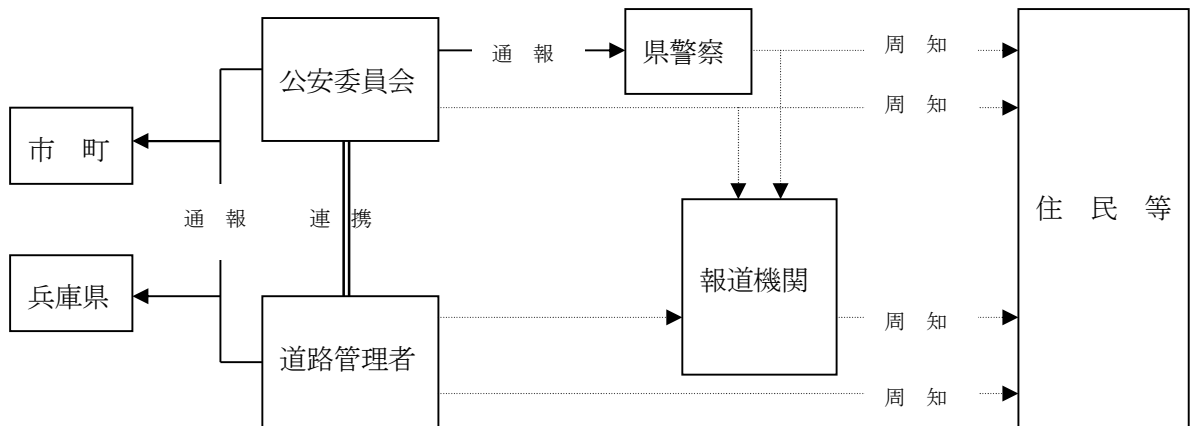 通　報
県警察
周　知
公安委員会
周　知
市　町
通　報
連　携
住　民　等
報道機関
兵庫県
周　知
道路管理者
周　知